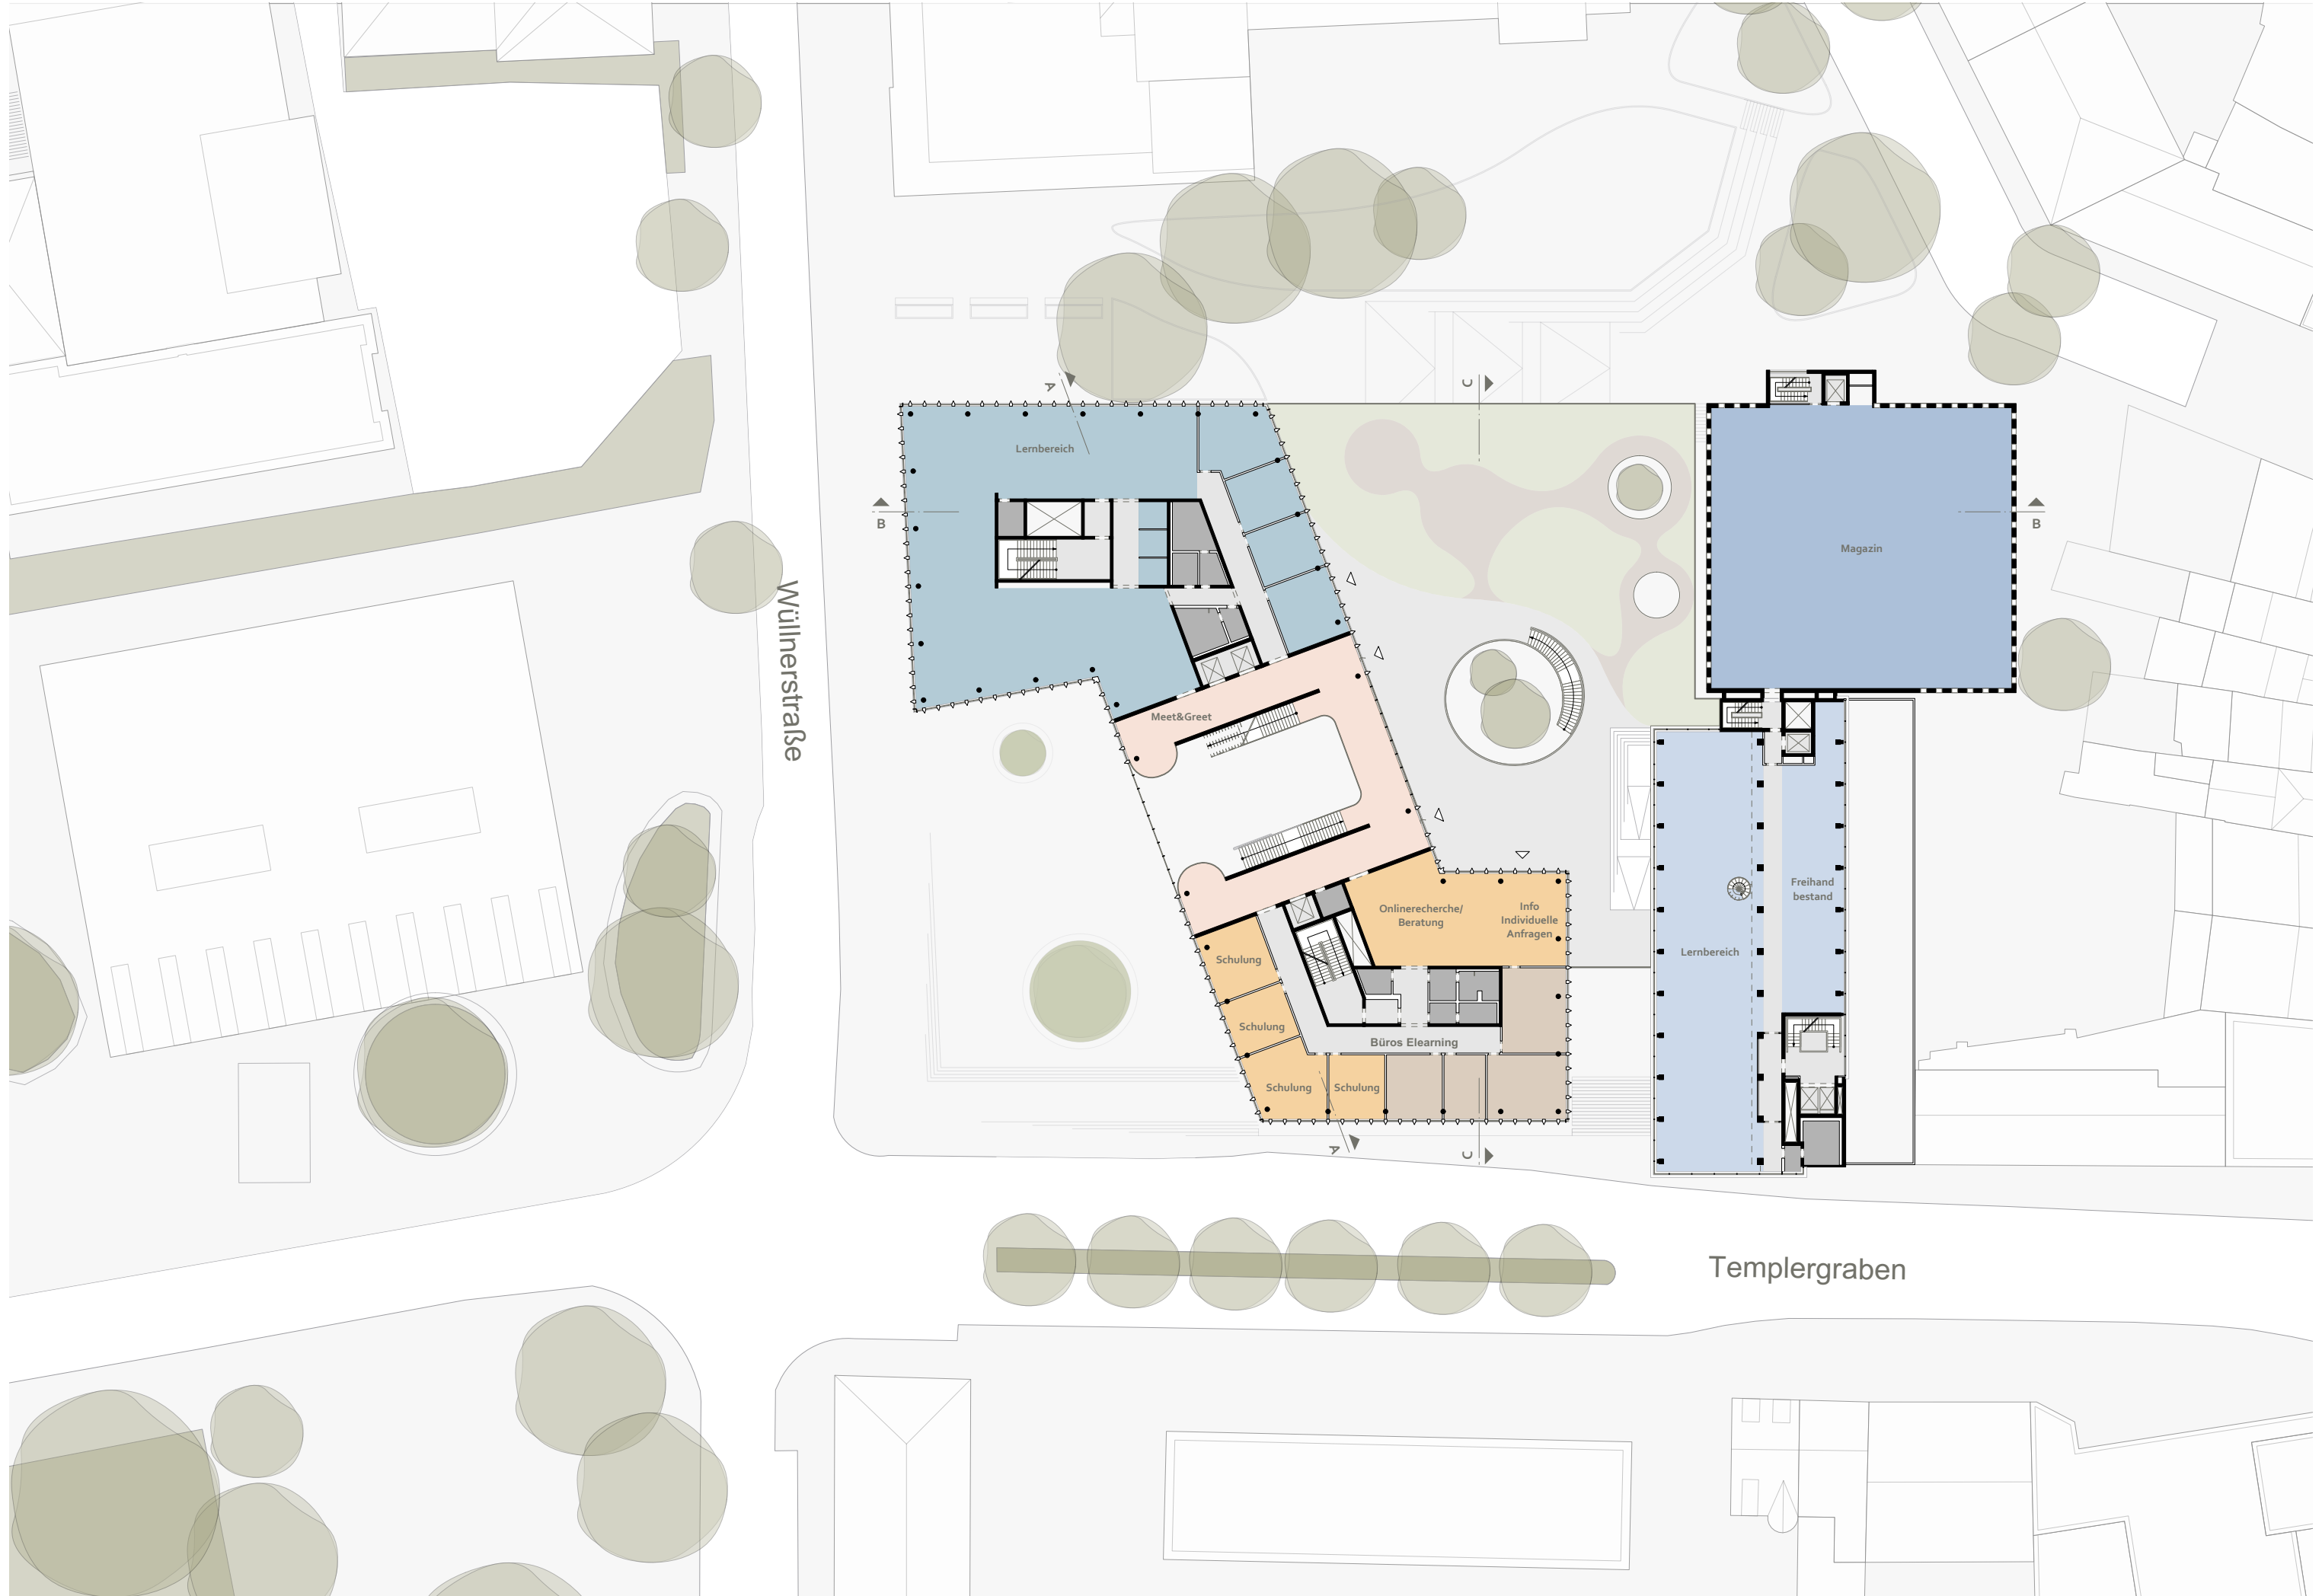 A
C
Lernbereich
B
B
Magazin
Wüllnerstraße
Meet&Greet
Freihand
bestand
Onlinerecherche/
Beratung
Info
Individuelle
Anfragen
Lernbereich
Schulung
Schulung
Büros Elearning
Schulung
Schulung
A
C
Templergraben